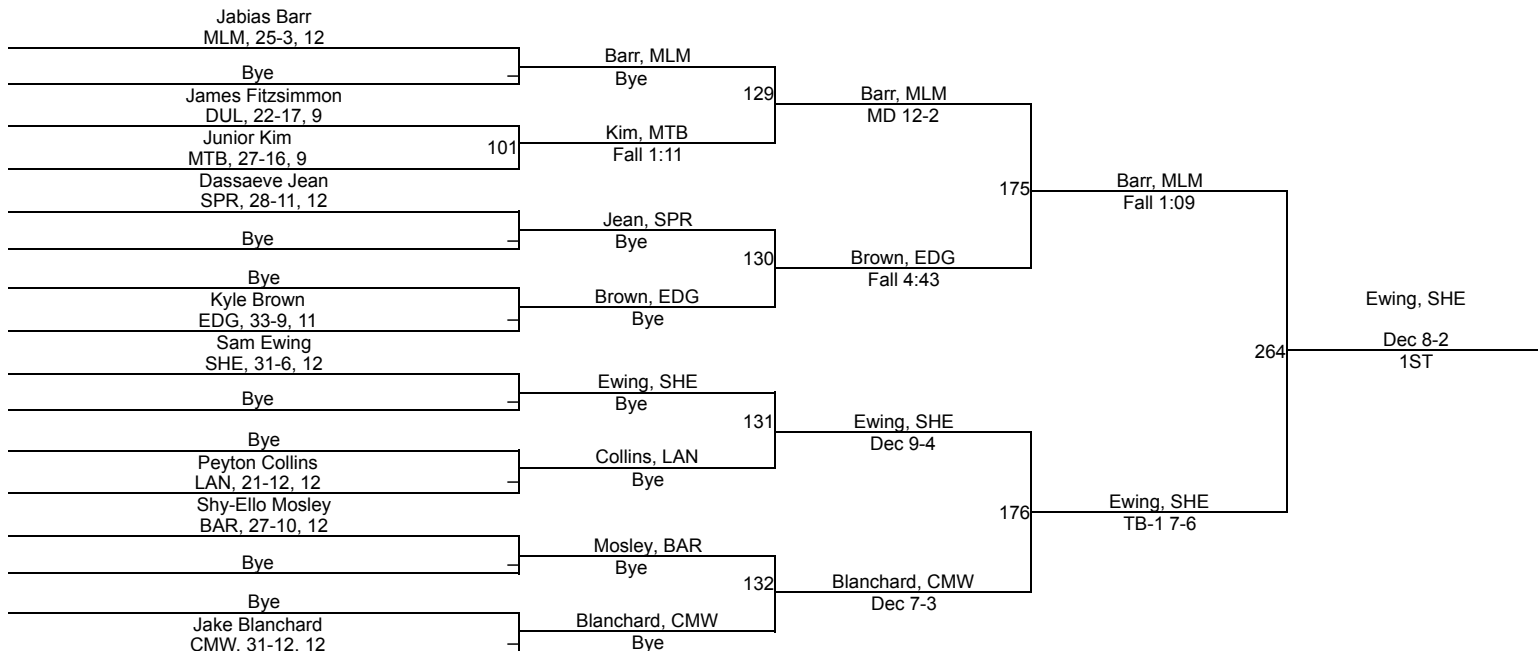 Jabias Barr
MLM, 25-3, 12
Bye
James Fitzsimmon
DUL, 22-17, 9
Junior Kim
MTB, 27-16, 9
Dassaeve Jean
SPR, 28-11, 12
Bye
Bye
Kyle Brown
EDG, 33-9, 11
Sam Ewing
SHE, 31-6, 12
Bye
Bye
Peyton Collins
LAN, 21-12, 12
Shy-Ello Mosley
BAR, 27-10, 12
Bye
Bye
Jake Blanchard
CMW, 31-12, 12
101
Barr, MLM
Bye
Kim, MTB
Fall 1:11
Jean, SPR
Bye
Brown, EDG
Bye
Ewing, SHE
Bye
Collins, LAN
Bye
Mosley, BAR
Bye
Blanchard, CMW
Bye
129
130
131
132
Barr, MLM
MD 12-2
Brown, EDG
Fall 4:43
Ewing, SHE
Dec 9-4
Blanchard, CMW
Dec 7-3
175
176
Barr, MLM
Fall 1:09
Ewing, SHE
TB-1 7-6
264
Ewing, SHE
Dec 8-2
1ST